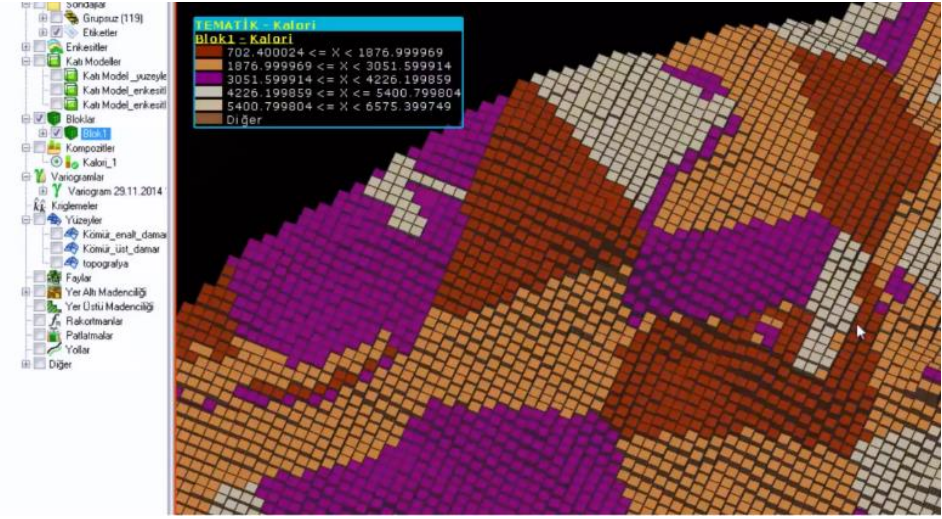 Sondajlar
Grupsuz (119)
Etiketler
Enkesitler
Katı Modeller
Katı Model_yuzeyle
Katı Model_enkesitl
Katı Model_enkesitl
Bloklar
Blok1
Kompozitler
Kalori_1
Variogramlar
Variogram 29.11.2014
Kriglemeler
Yüzeyler
Kömür_enalt_damar
Kömür_üst_damar
topografya
Faylar
Yer Altı Madenciliği
Yer Üstü Madenciliği
Rakortmanlar
Patlatmalar
Yollar
Diğer
TEMATİK - Kalori
Blok1 - Kalori
702.400024 <= X < 1876.999969
1876.999969 <= X < 3051.599914
3051.599914 <= X < 4226.199859
4226.199859 <= X <= 5400.799804
5400.799804 <= X < 6575.399749
Diğer